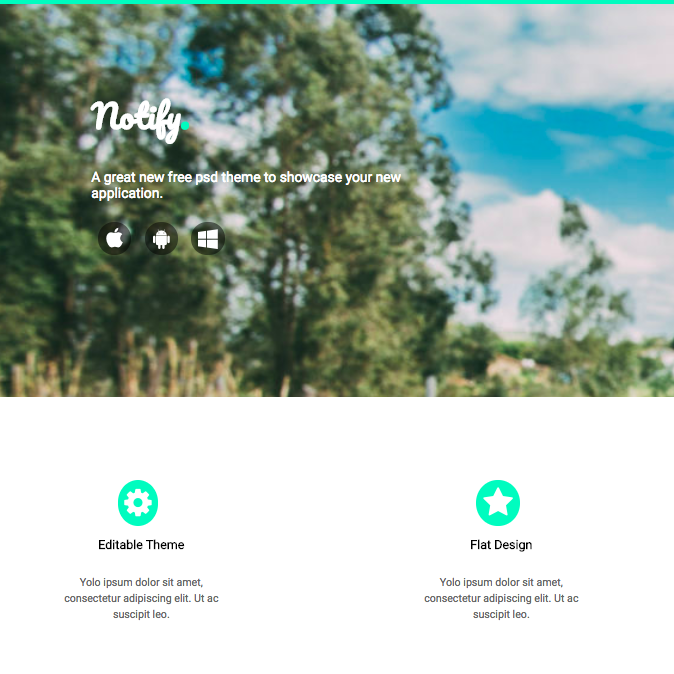 Notify.
A great new free psd theme to showcase your new
application.
Editable Theme
Flat Design
Yolo ipsum dolor sit amet,
consectetur adipiscing elit. Ut ac
suscipit leo.
Yolo ipsum dolor sit amet,
consectetur adipiscing elit. Ut ac
suscipit leo.